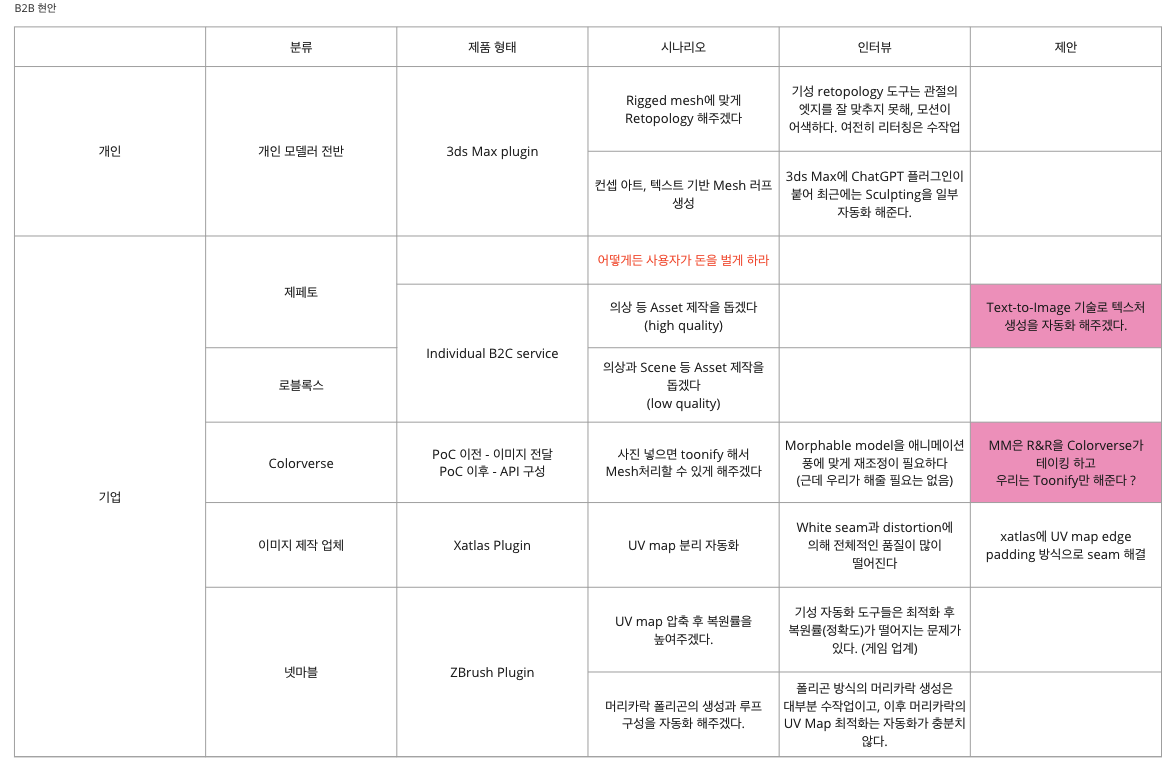 B2B 현안
분류
제품 형태
시나리오
인터뷰
제안
개인
개인 모델러 전반
3ds Max plugin
Rigged mesh에 맞게
Retopology 해주겠다
기성 retopology 도구는 관절의
엣지를 잘 맞추지 못해, 모션이
어색하다. 여전히 리터칭은 수작업
컨셉 아트, 텍스트 기반 Mesh 러프
생성
3ds Max에 ChatGPT 플러그인이
붙어 최근에는 Sculpting을 일부
자동화 해준다.
기업
제페토
어떻게든 사용자가 돈을 벌게 하라
Individual B2C service
의상 등 Asset 제작을 돕겠다
(high quality)
Text-to-Image 기술로 텍스처
생성을 자동화 해주겠다.
로블록스
의상과 Scene 등 Asset 제작을
돕겠다
(low quality)
Colorverse
PoC 이전 - 이미지 전달
PoC 이후 - API 구성
사진 넣으면 toonify 해서
Mesh처리할 수 있게 해주겠다
Morphable model을 애니메이션
풍에 맞게 재조정이 필요하다
(근데 우리가 해줄 필요는 없음)
MM은 R&R을 Colorverse가
테이킹 하고
우리는 Toonify만 해준다 ?
이미지 제작 업체
Xatlas Plugin
UV map 분리 자동화
White seam과 distortion에
의해 전체적인 품질이 많이
떨어진다
xatlas에 UV map edge
padding 방식으로 seam 해결
넷마블
ZBrush Plugin
UV map 압축 후 복원률을
높여주겠다.
기성 자동화 도구들은 최적화 후
복원률(정확도)가 떨어지는 문제가
있다. (게임 업계)
머리카락 폴리곤의 생성과 루프
구성을 자동화 해주겠다.
폴리곤 방식의 머리카락 생성은
대부분 수작업이고, 이후 머리카락의
UV Map 최적화는 자동화가 충분치
않다.